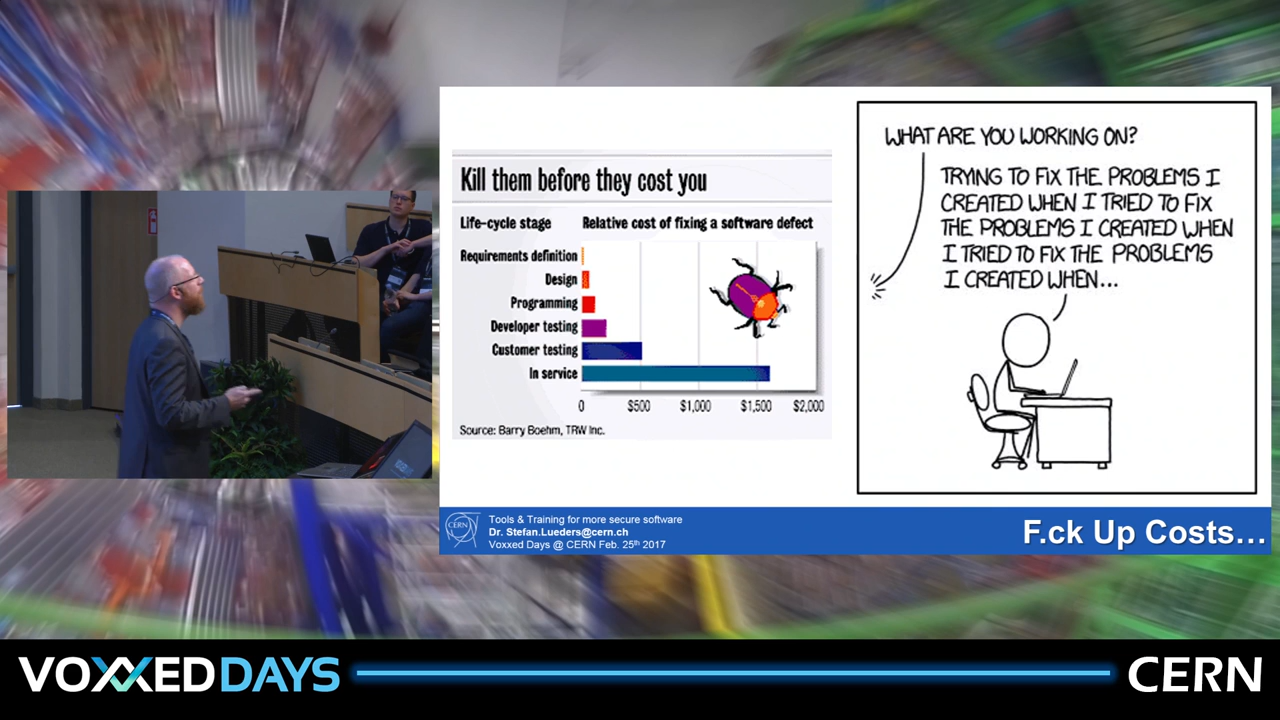 Kill them before they cost you
Life-cycle stage
Relative cost of fixing a software defect
Requirements definition
Design
Programming
Developer testing
Customer testing
In service
0
$500
$1,000
$1,500
$2,000
Source: Barry Boehm, TRW Inc.
WHAT ARE YOU WORKING ON?
TRYING TO FIX THE PROBLEMS I
CREATED WHEN I TRIED TO FIX
THE PROBLEMS I CREATED WHEN
I TRIED TO FIX THE PROBLEMS
I CREATED WHEN...
CERN
Tools & Training for more secure software
Dr. Stefan.Lueders@cern.ch
Voxxed Days @ CERN Feb. 25th 2017
F.ck Up Costs...
VOXXED DAYS
CERN